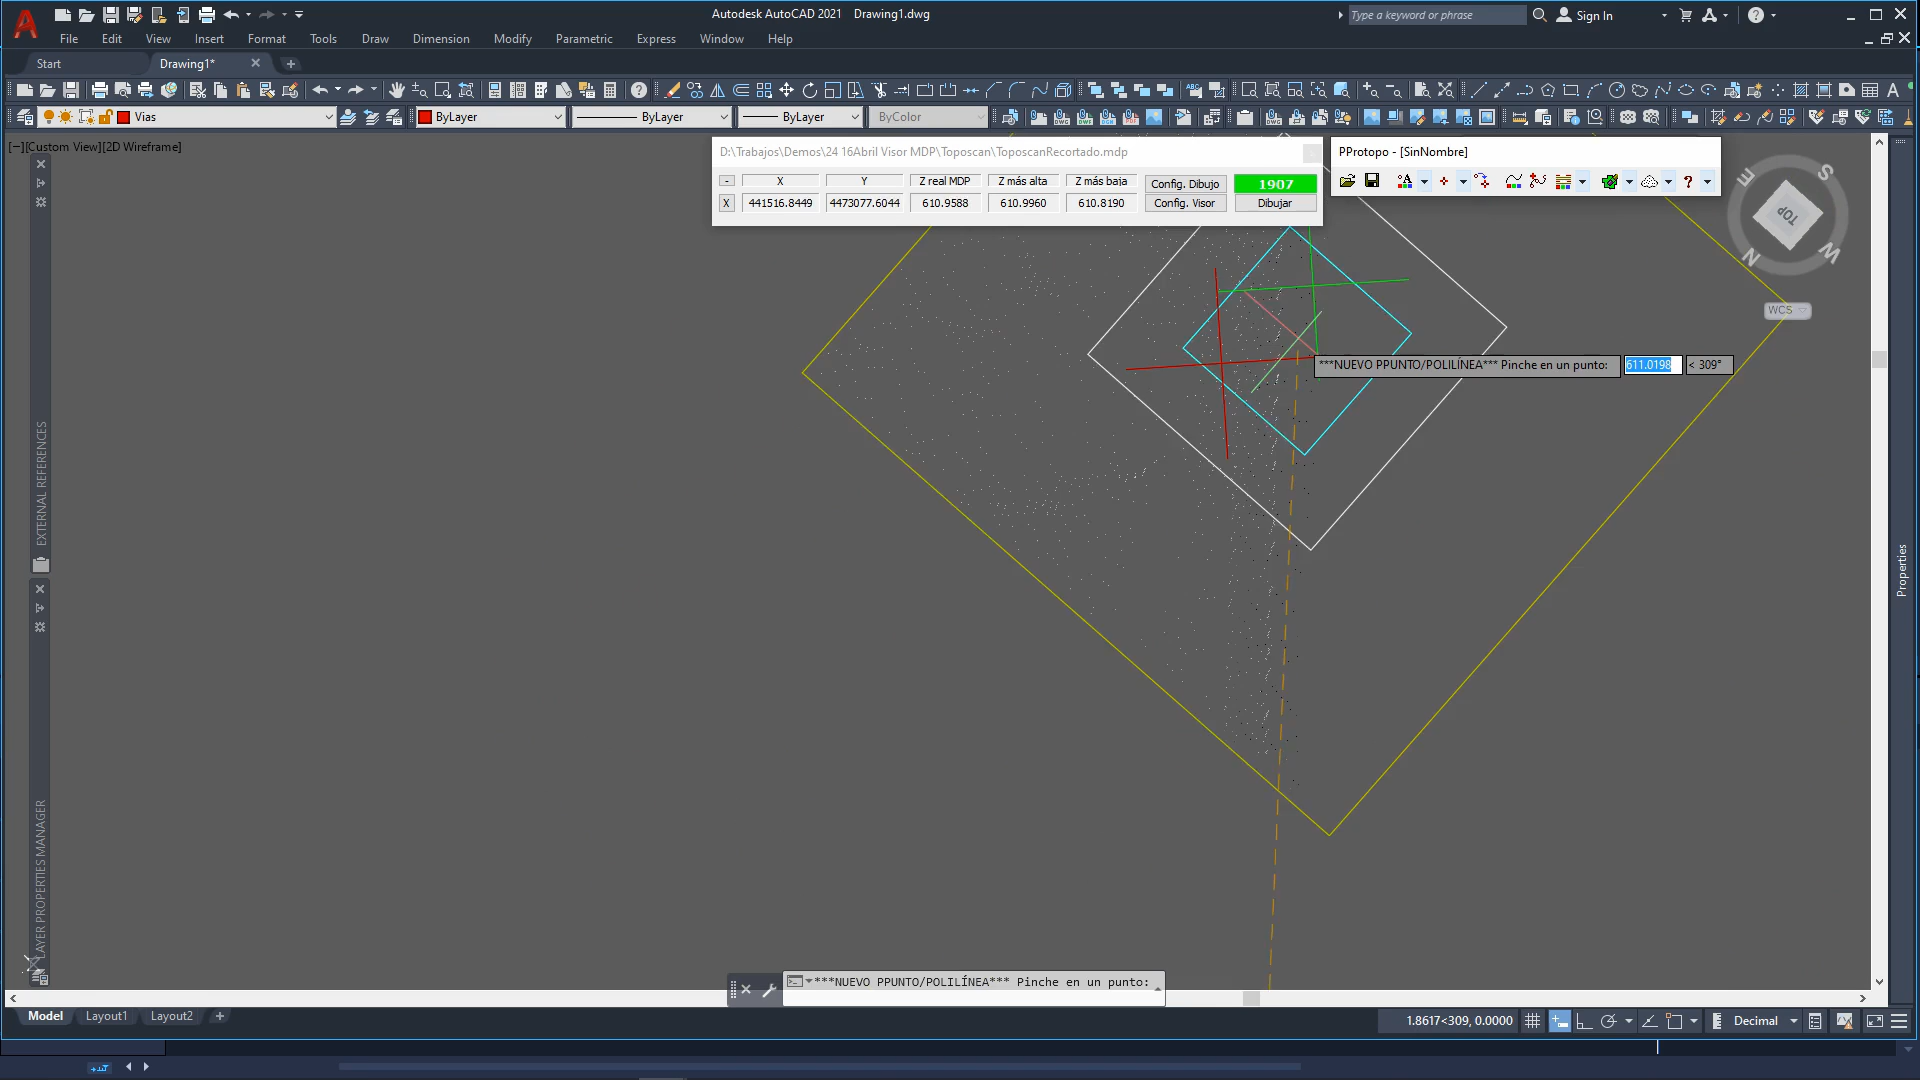 Autodesk AutoCAD 2021 Drawing1.dwg
Type a keyword or phrase
Sign In
File Edit View Insert Format Tools Draw Dimension Modify Parametric Express Window Help
Start
Drawing1*
Vias
ByLayer
ByLayer
ByLayer
ByColor
[−][Custom View][2D Wireframe]
D:\Trabajos\Demos\24 16Abril Visor MDP\Toposcan\ToposcanRecortado.mdp
- X Y Z real MDP Z más alta Z más baja Config. Dibujo 1907
X 441516.8449 4473077.6044 610.9588 610.9960 610.8190 Config. Visor Dibujar
PProtopo - [SinNombre]
E S
TOP
N W
WCS
***NUEVO PPUNTO/POLILÍNEA*** Pinche en un punto: 611.0198 < 309°
EXTERNAL REFERENCES
LAYER PROPERTIES MANAGER
Properties
***NUEVO PPUNTO/POLILÍNEA*** Pinche en un punto:
Model Layout1 Layout2
1.8617<309, 0.0000
Decimal